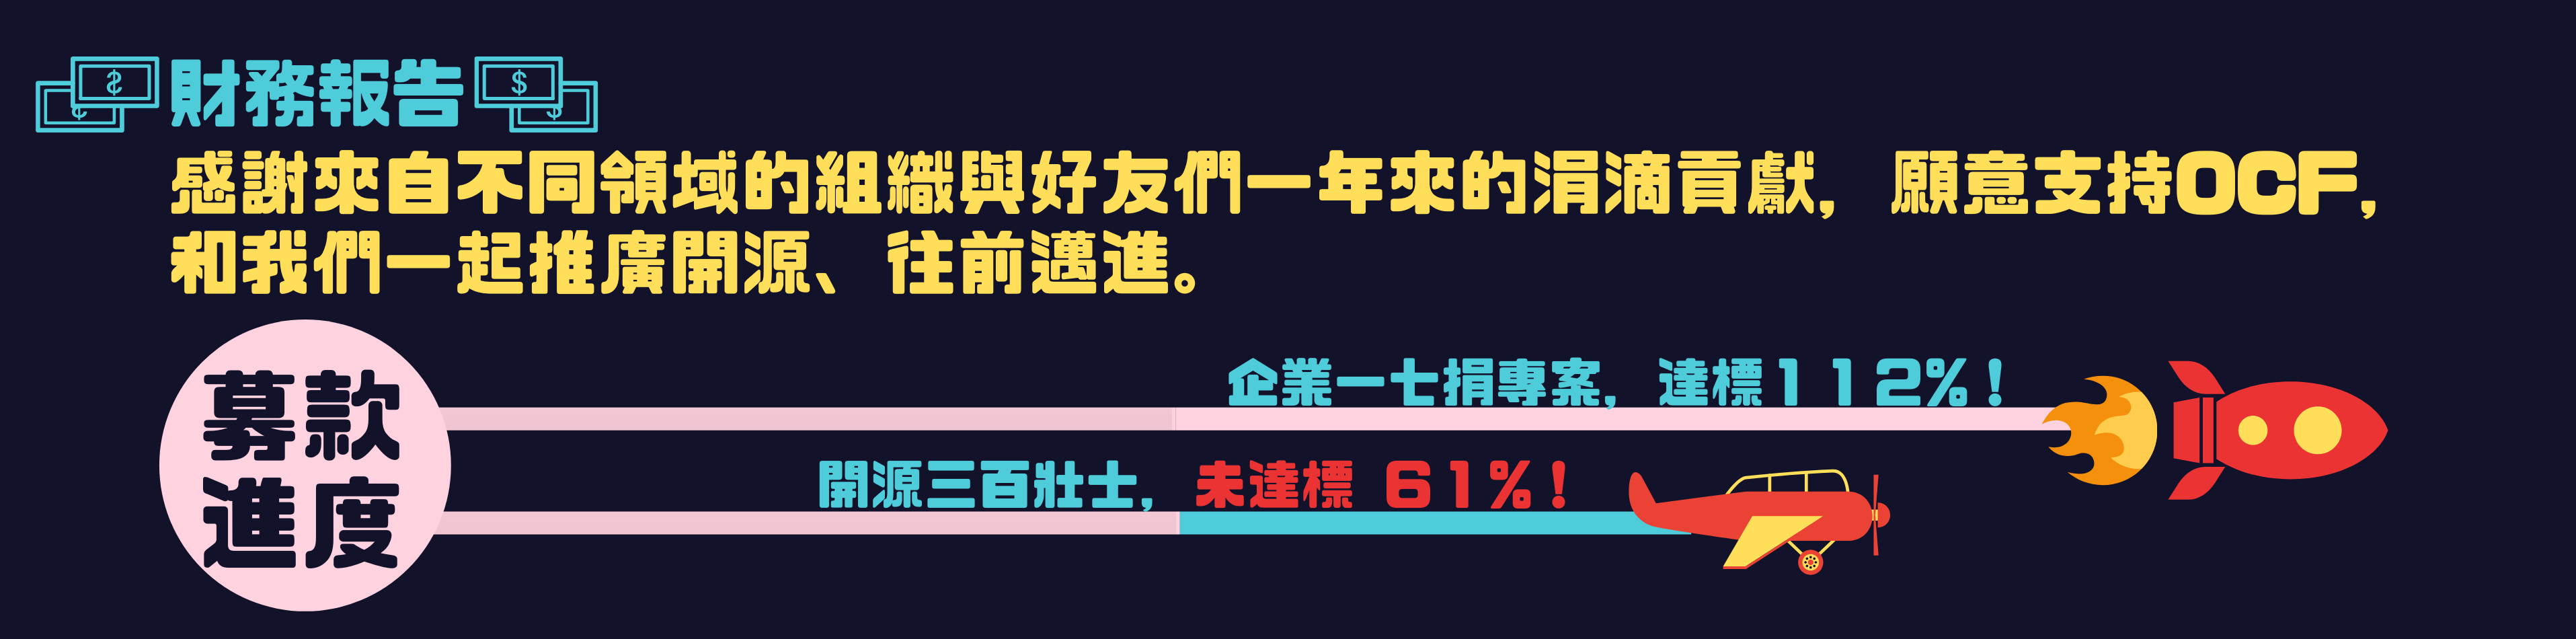 財務報告
感謝來自不同領域的組織與好友們一年來的涓滴貢獻，願意支持OCF，
和我們一起推廣開源、往前邁進。
募款
進度
企業一七捐專案，達標112%！
開源三百壯士，未達標 61%！